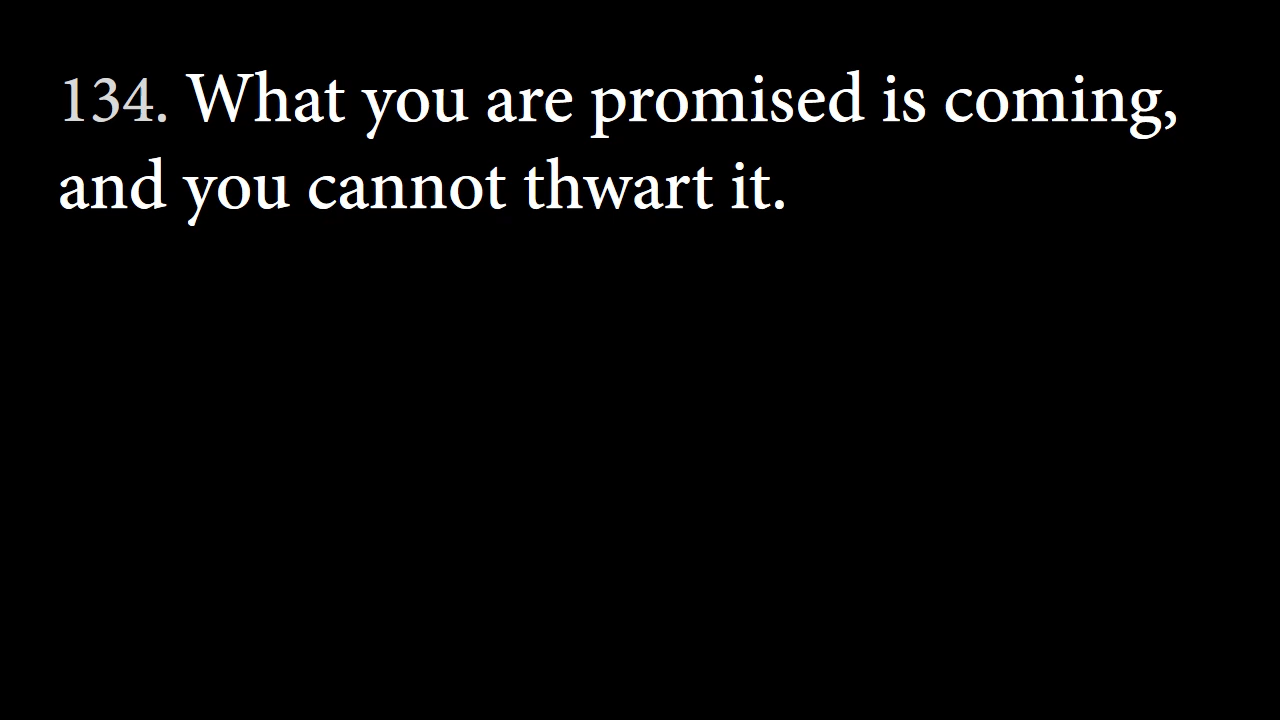 134. What you are promised is coming,
and you cannot thwart it.